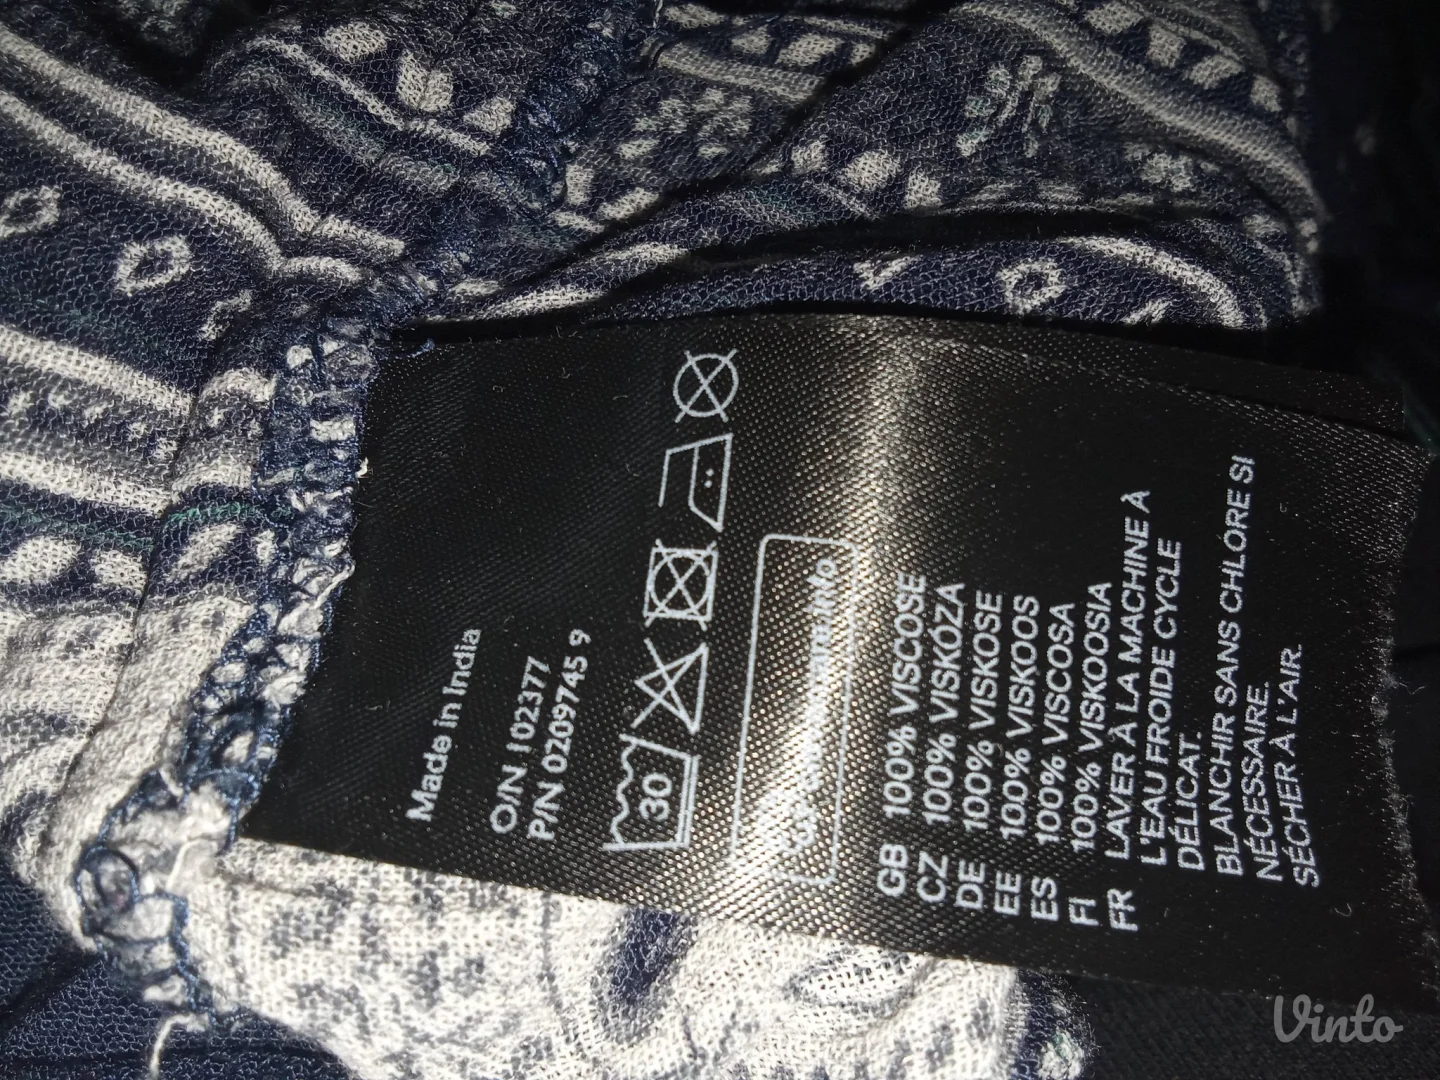 Made in India
O/N 102377
P/N 0209745 9
30
GB 100% VISCOSE
CZ 100% VISKÓZA
DE 100% VISKOSE
EE 100% VISKOOS
ES 100% VISCOSA
FI 100% VISKOOSIA
FR LAVER À LA MACHINE À
L'EAU FROIDE CYCLE
DÉLICAT.
BLANCHIR SANS CHLORE SI
NÉCESSAIRE.
SÉCHER À L'AIR.
Vinto